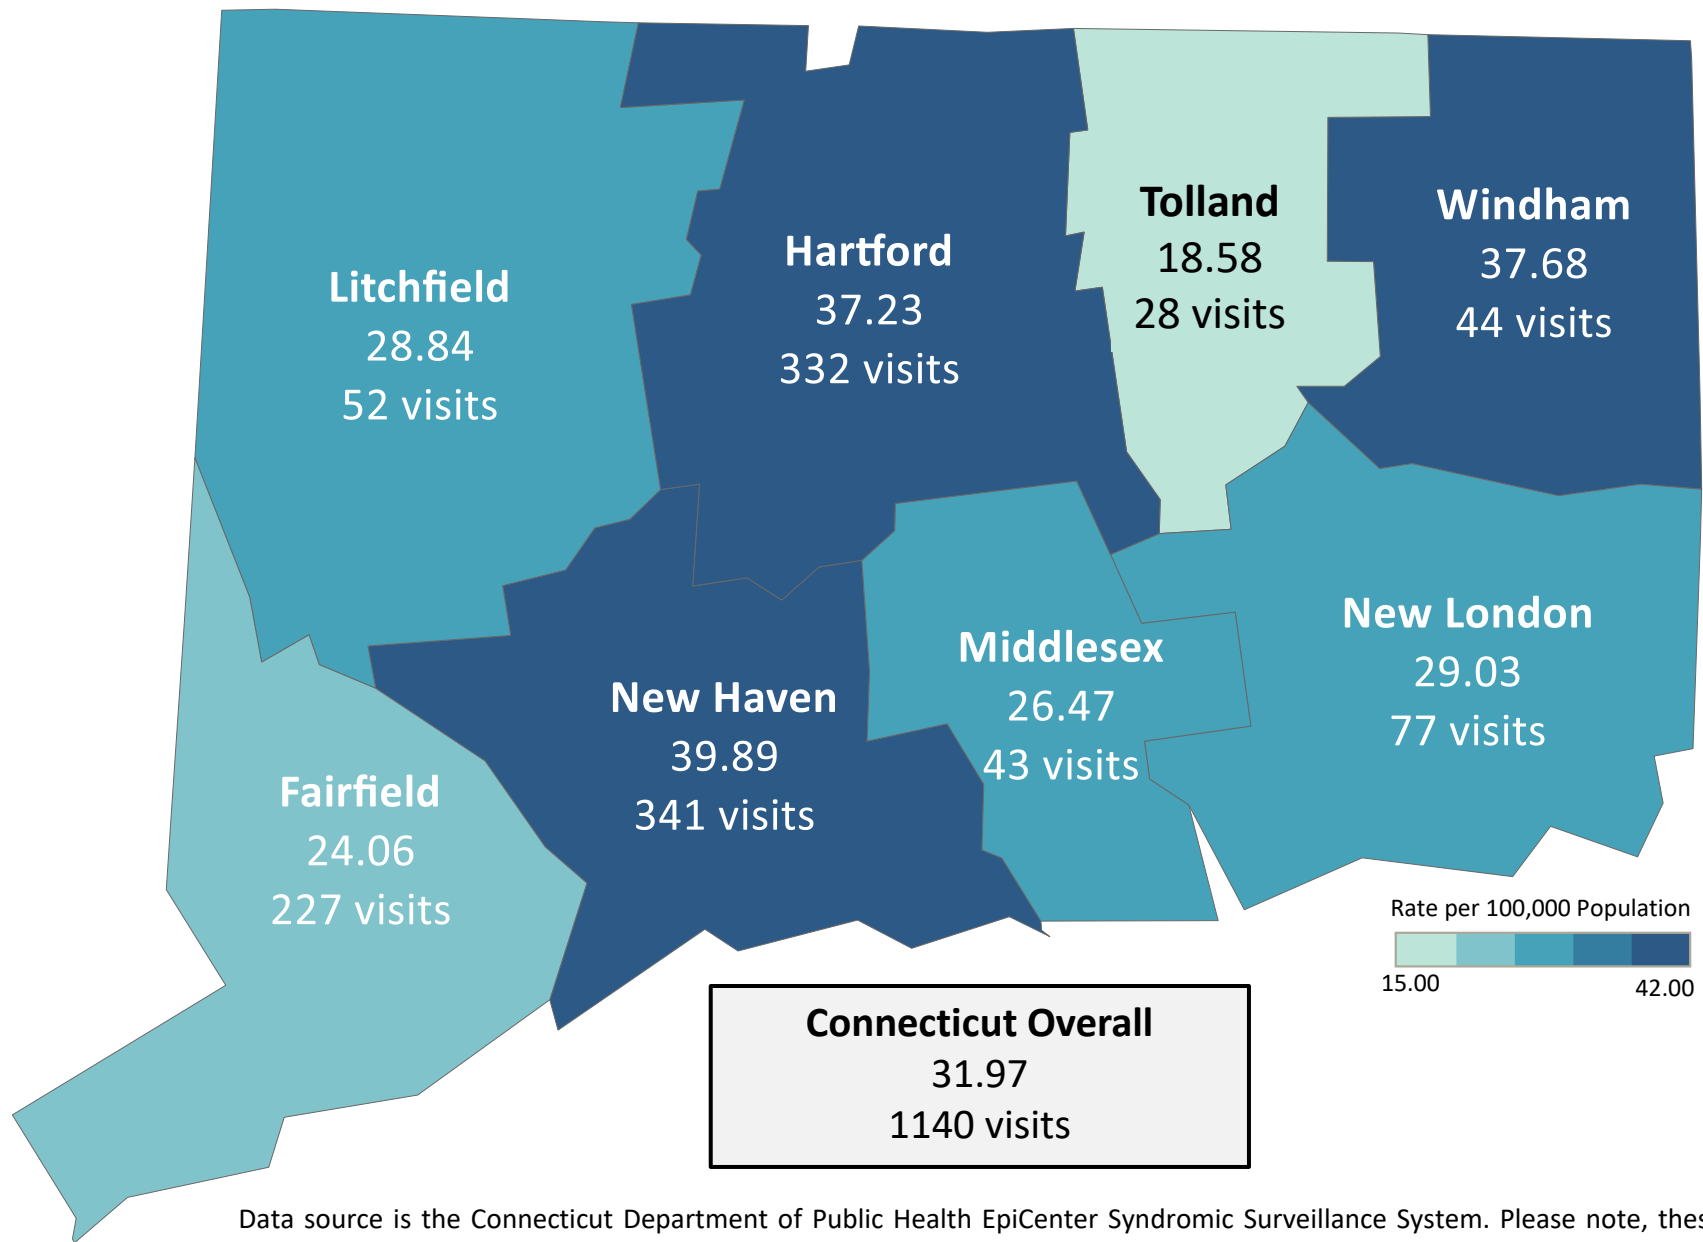 Litchfield
28.84
52 visits
Hartford
37.23
332 visits
Tolland
18.58
28 visits
Windham
37.68
44 visits
Fairfield
24.06
227 visits
New Haven
39.89
341 visits
Middlesex
26.47
43 visits
New London
29.03
77 visits
Rate per 100,000 Population
15.00
42.00
Connecticut Overall
31.97
1140 visits
Data source is the Connecticut Department of Public Health EpiCenter Syndromic Surveillance System. Please note, thes